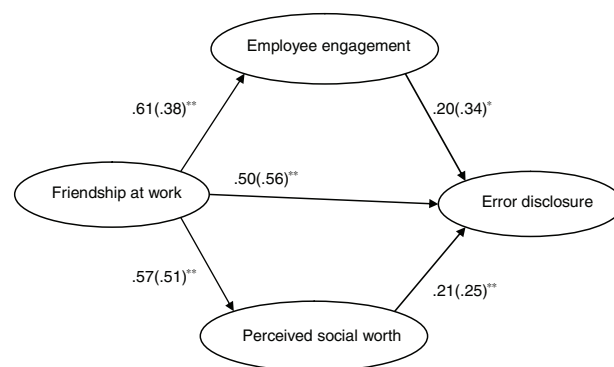 Employee engagement
.61(.38)**
.20(.34)*
Friendship at work
.50(.56)**
Error disclosure
.57(.51)**
.21(.25)**
Perceived social worth